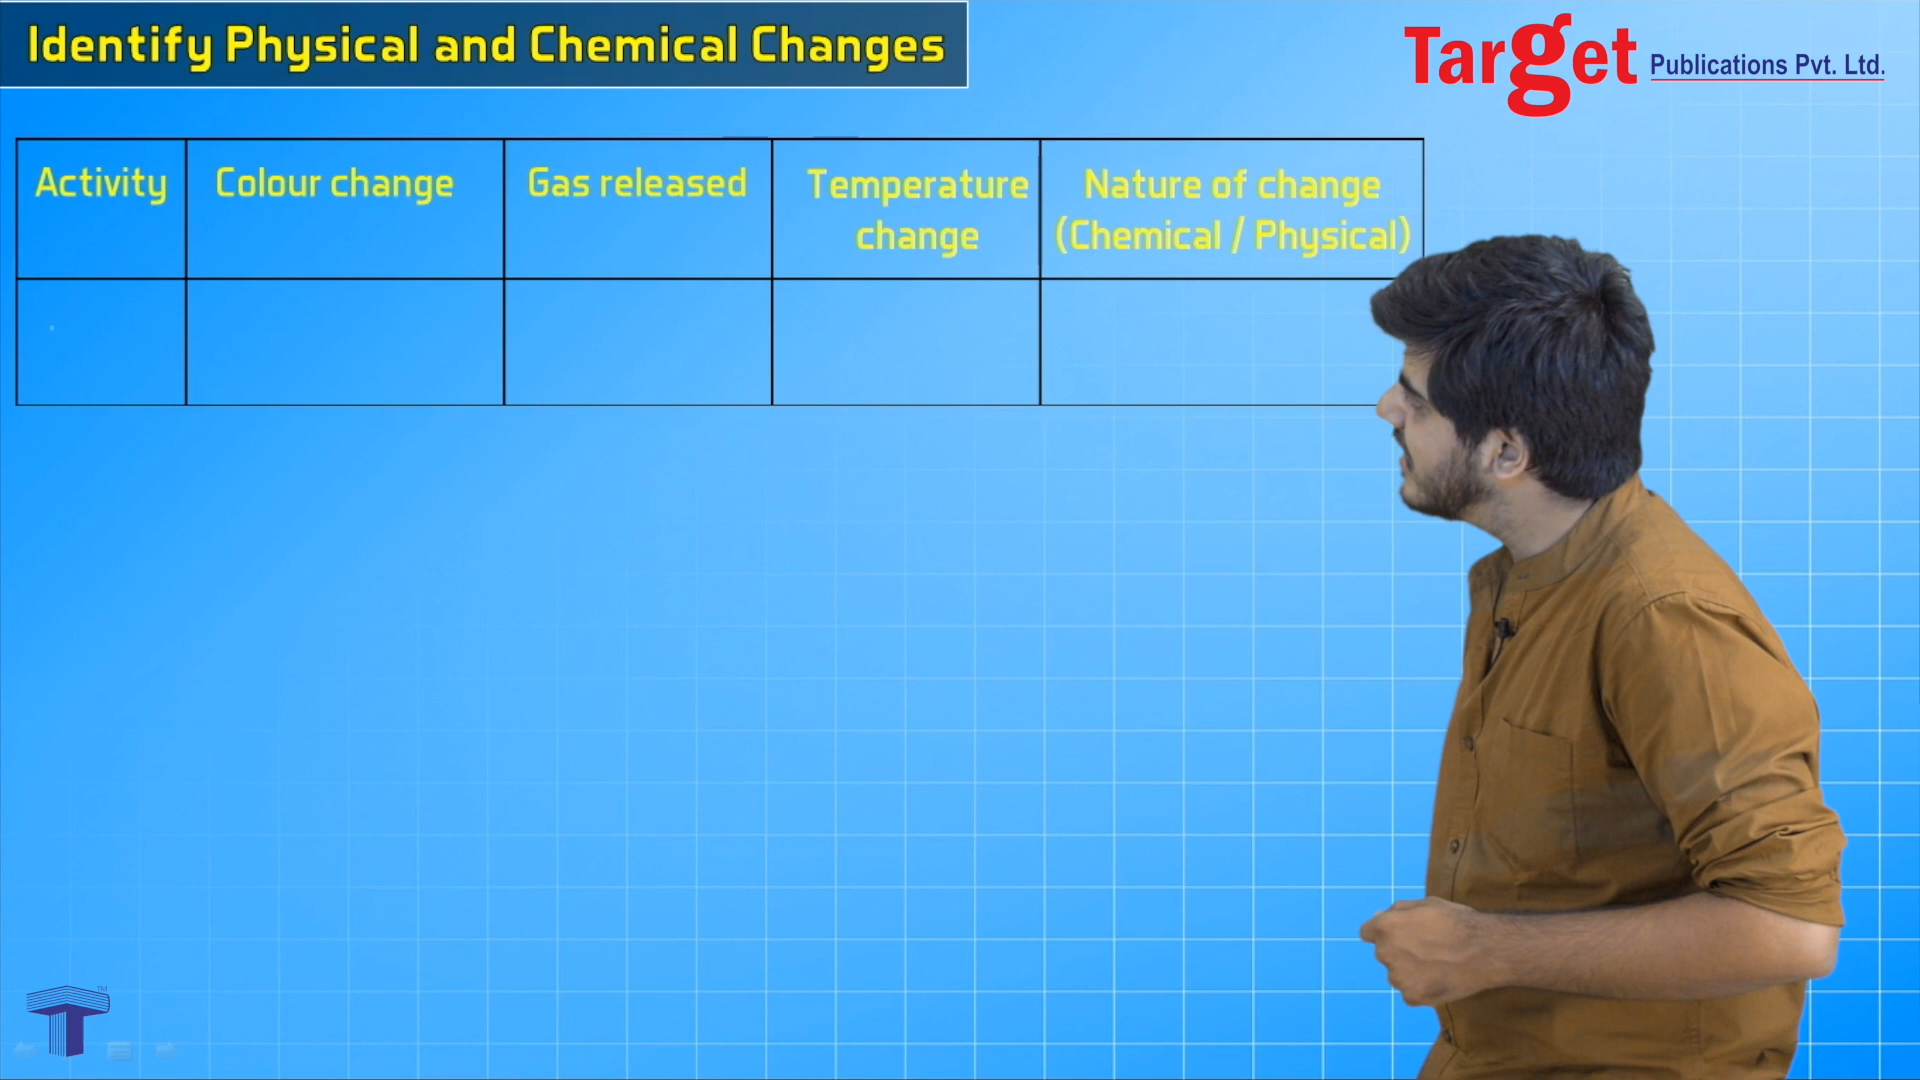 Identify Physical and Chemical Changes
Target Publications Pvt. Ltd.
Activity
Colour change
Gas released
Temperature
change
Nature of change
(Chemical / Physical)
TM